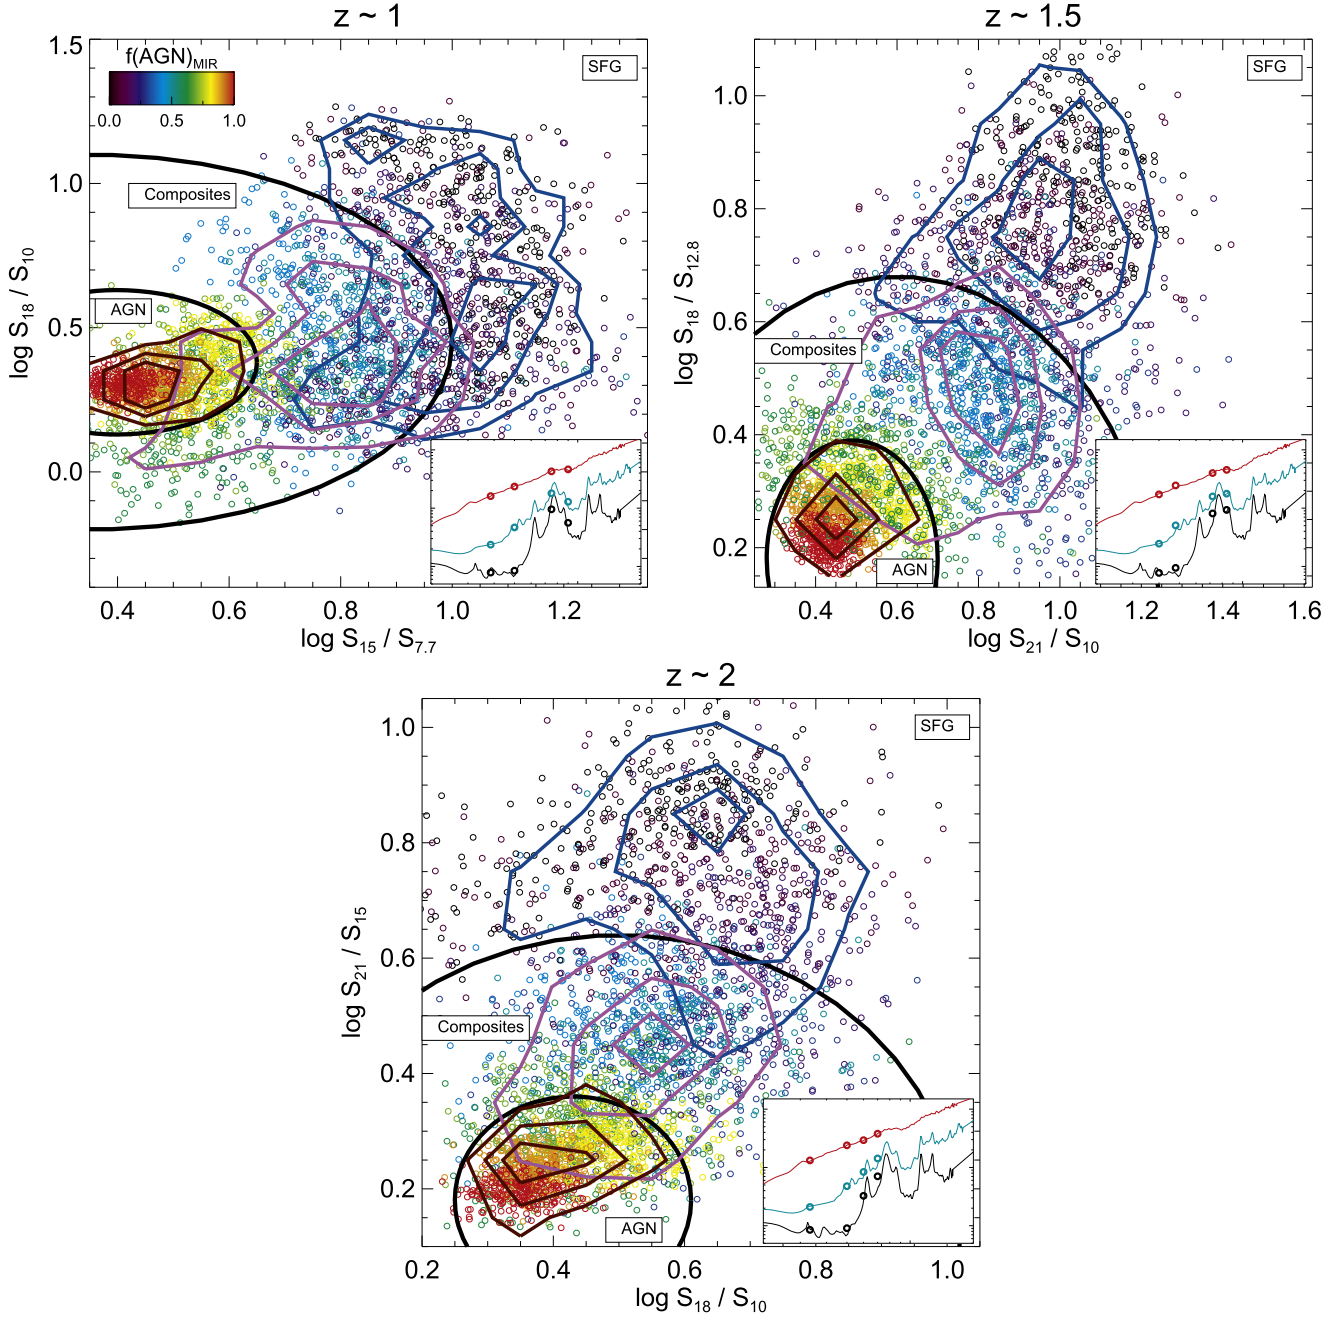 z ~ 1
1.5
1.0
0.5
0.0
log S18 / S10
f(AGN)MIR
0.0 0.5 1.0
SFG
Composites
AGN
0.4 0.6 0.8 1.0 1.2
log S15 / S7.7
z ~ 1.5
1.0
0.8
0.6
0.4
0.2
log S18 / S12.8
SFG
Composites
AGN
0.4 0.6 0.8 1.0 1.2 1.4 1.6
log S21 / S10
z ~ 2
1.0
0.8
0.6
0.4
0.2
log S21 / S15
SFG
Composites
AGN
0.2 0.4 0.6 0.8 1.0
log S18 / S10